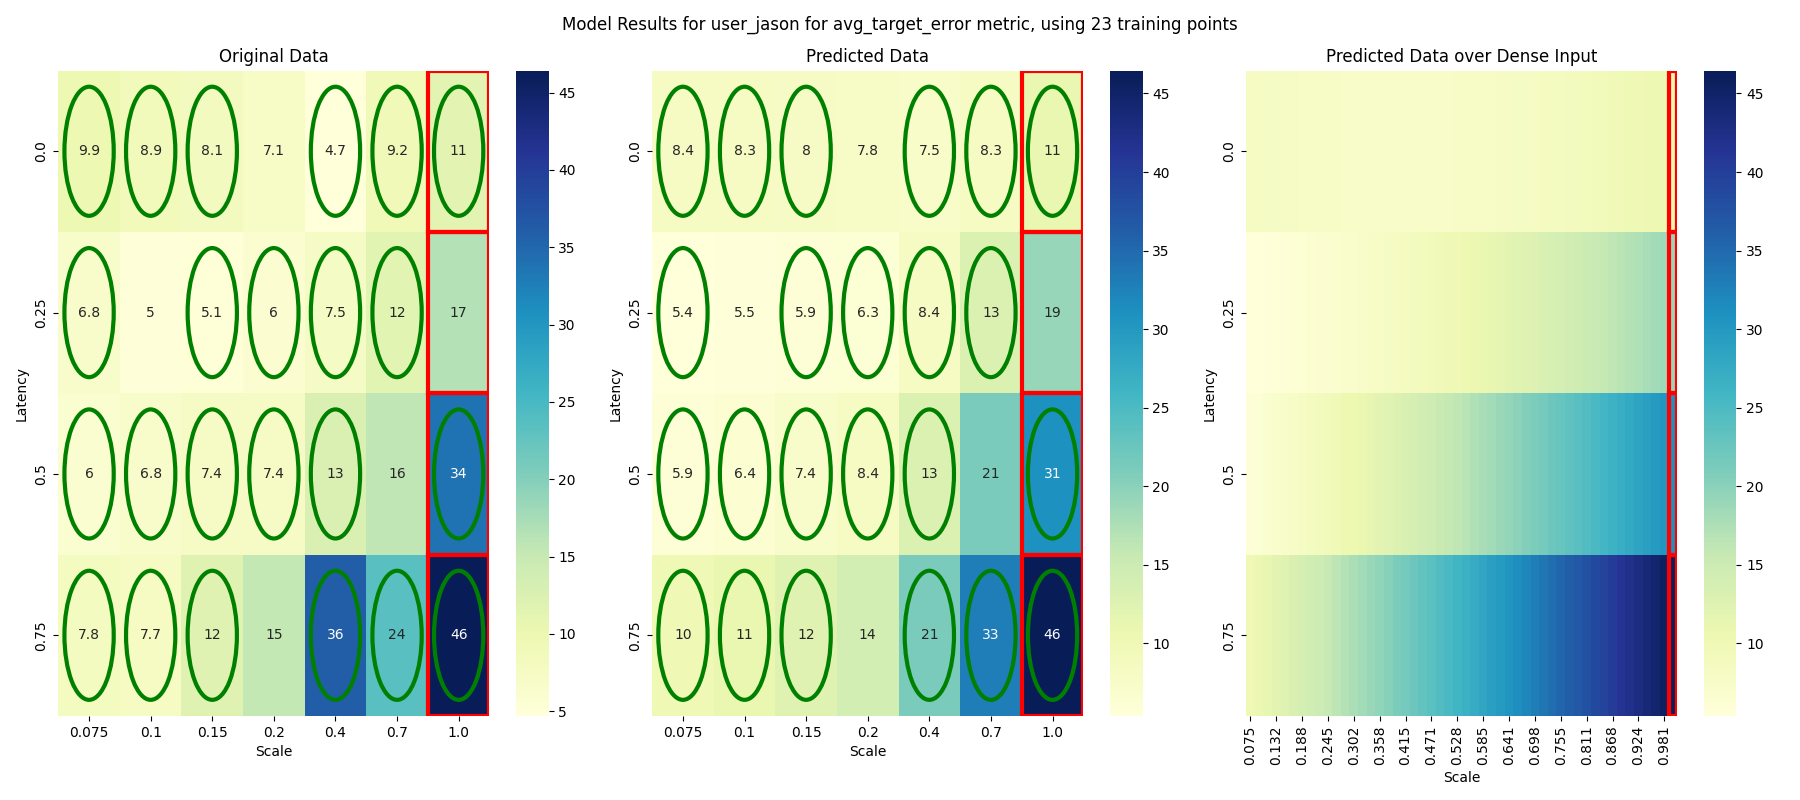 Model Results for user_jason for avg_target_error metric, using 23 training points
Original Data
Latency
0.0 9.9 8.9 8.1 7.1 4.7 9.2 11
0.25 6.8 5 5.1 6 7.5 12 17
0.5 6 6.8 7.4 7.4 13 16 34
0.75 7.8 7.7 12 15 36 24 46
0.075 0.1 0.15 0.2 0.4 0.7 1.0
Scale
45
40
35
30
25
20
15
10
5
Predicted Data
Latency
0.0 8.4 8.3 8 7.8 7.5 8.3 11
0.25 5.4 5.5 5.9 6.3 8.4 13 19
0.5 5.9 6.4 7.4 8.4 13 21 31
0.75 10 11 12 14 21 33 46
0.075 0.1 0.15 0.2 0.4 0.7 1.0
Scale
45
40
35
30
25
20
15
10
Predicted Data over Dense Input
Latency
0.0
0.25
0.5
0.75
0.075 0.132 0.188 0.245 0.302 0.358 0.415 0.471 0.528 0.585 0.641 0.698 0.755 0.811 0.868 0.924 0.981
Scale
45
40
35
30
25
20
15
10